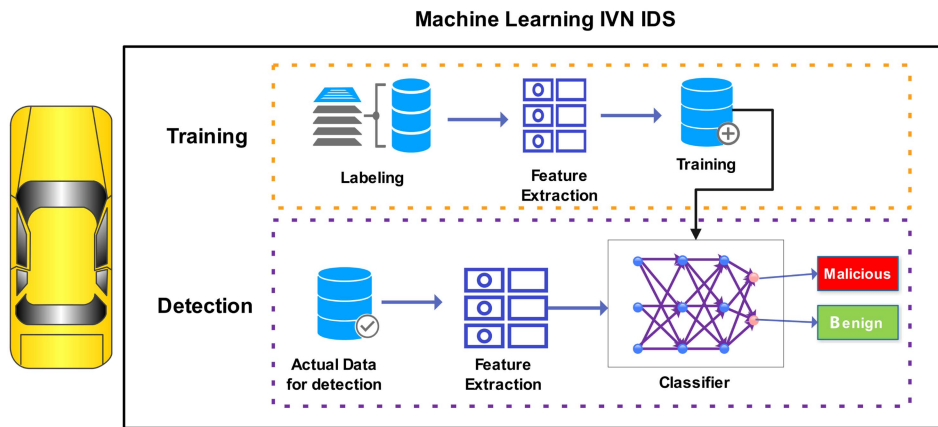 Machine Learning IVN IDS
Training
Labeling
Feature
Extraction
Training
Detection
Actual Data
for detection
Feature
Extraction
Classifier
Malicious
Benign